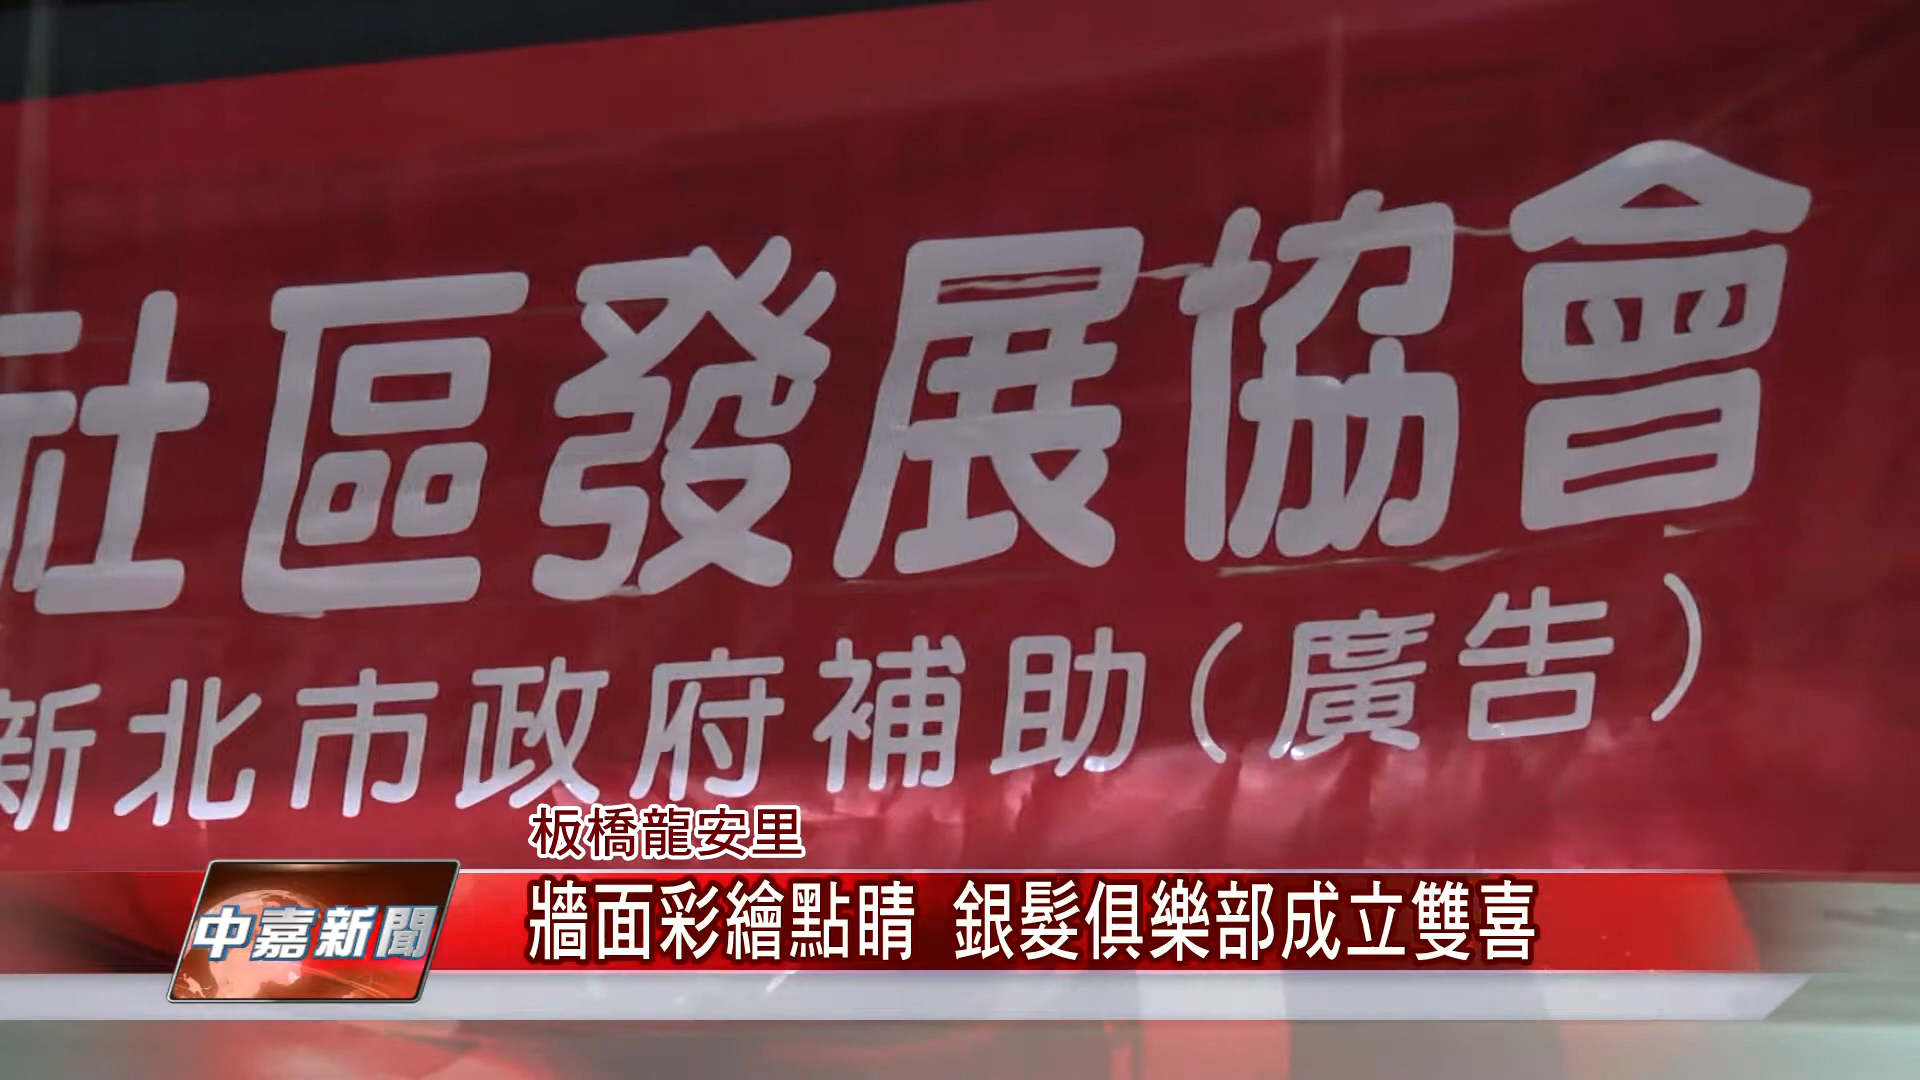 社區發展協會
新北市政府補助(廣告)
板橋龍安里
中嘉新聞
牆面彩繪點睛 銀髮俱樂部成立雙喜